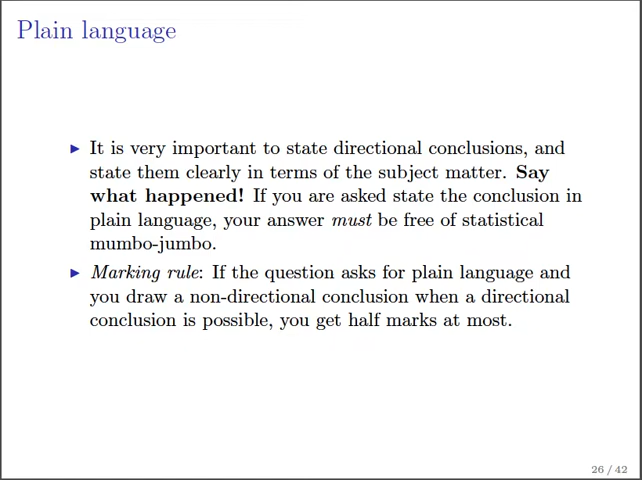 Plain language
▶ It is very important to state directional conclusions, and
state them clearly in terms of the subject matter. Say
what happened! If you are asked state the conclusion in
plain language, your answer must be free of statistical
mumbo-jumbo.
▶ Marking rule: If the question asks for plain language and
you draw a non-directional conclusion when a directional
conclusion is possible, you get half marks at most.
26 / 42